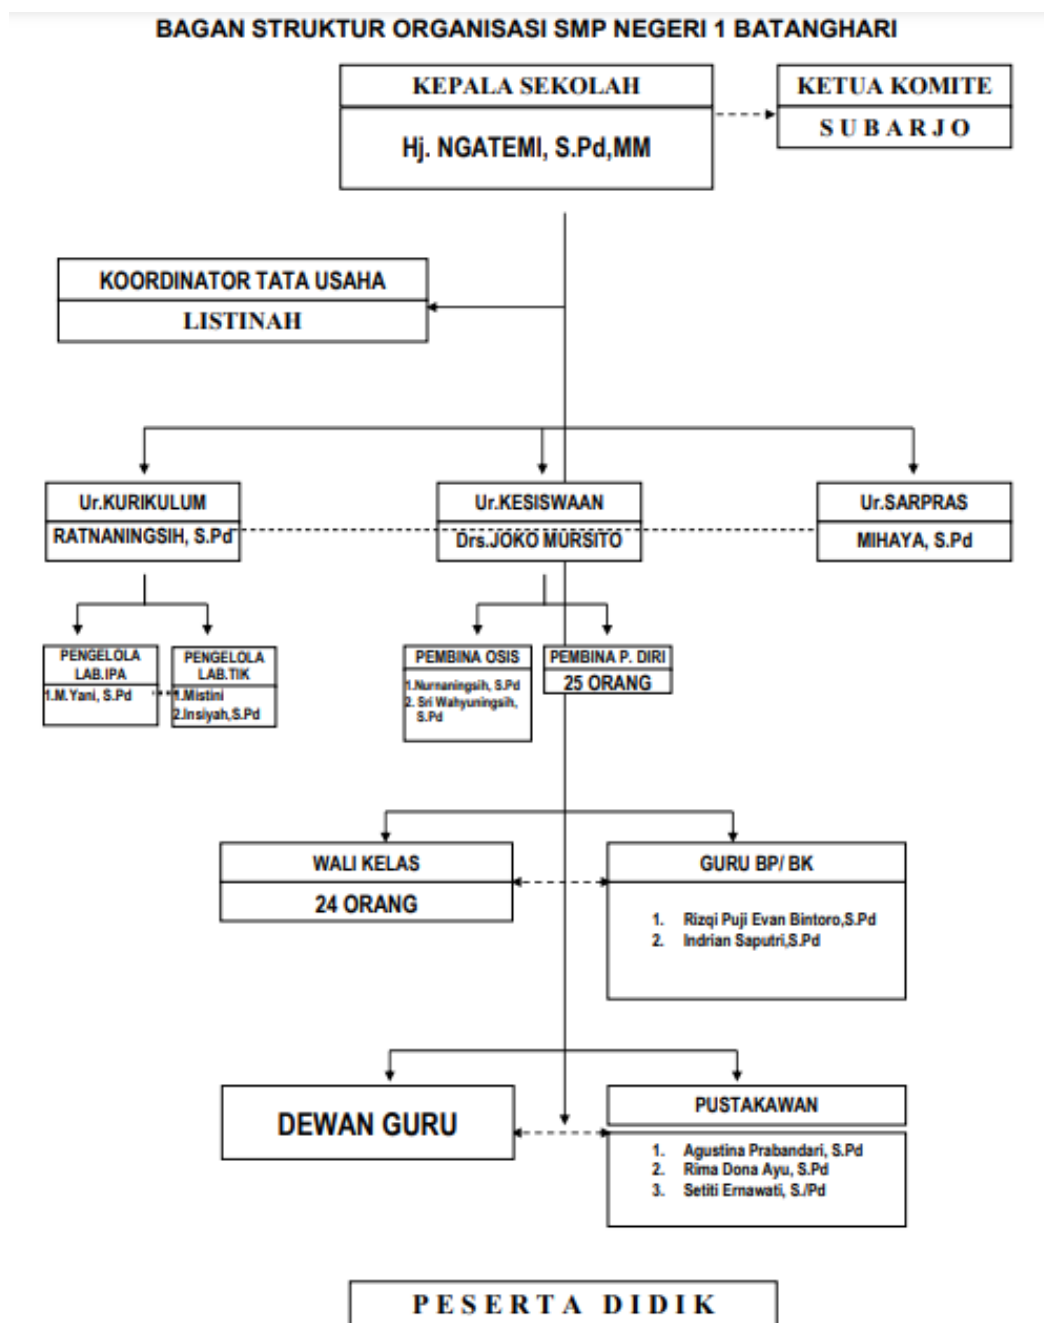 BAGAN STRUKTUR ORGANISASI SMP NEGERI 1 BATANGHARI
KEPALA SEKOLAH
Hj. NGATEMI, S.Pd,MM
KETUA KOMITE
S U B A R J O
KOORDINATOR TATA USAHA
LISTINAH
Ur.KURIKULUM
RATNANINGSIH, S.Pd
Ur.KESISWAAN
Drs.JOKO MURSITO
Ur.SARPRAS
MIHAYA, S.Pd
PENGELOLA
LAB.IPA
1.M.Yani, S.Pd
PENGELOLA
LAB.TIK
1.Mistini
2.Insiyah,S.Pd
PEMBINA OSIS
1.Nurnaningsih, S.Pd
2. Sri Wahyuningsih,
S.Pd
PEMBINA P. DIRI
25 ORANG
WALI KELAS
24 ORANG
GURU BP/ BK
1. Rizqi Puji Evan Bintoro,S.Pd
2. Indrian Saputri,S.Pd
DEWAN GURU
PUSTAKAWAN
1. Agustina Prabandari, S.Pd
2. Rima Dona Ayu, S.Pd
3. Setiti Ernawati, S./Pd
P E S E R T A D I D I K